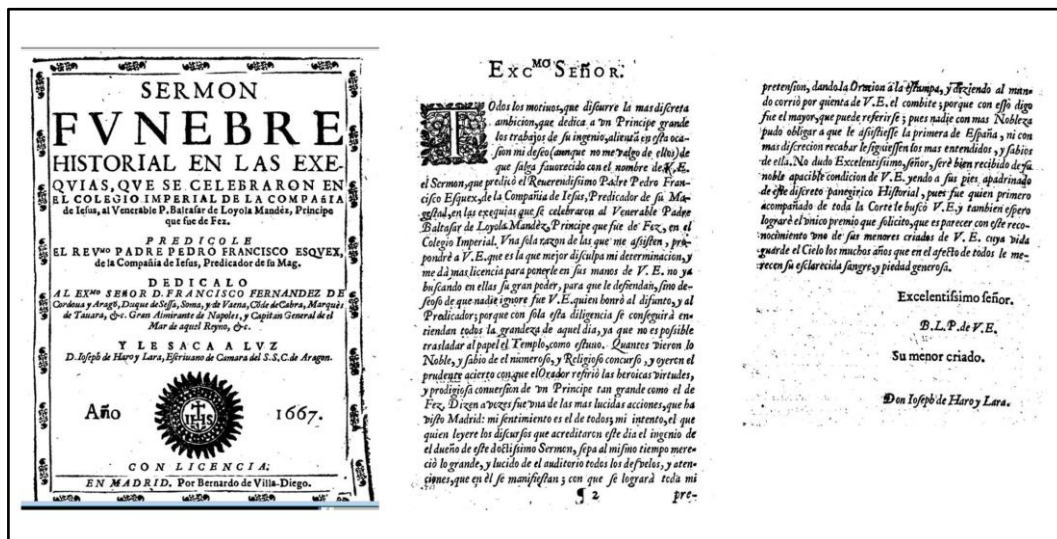 SERMON
FVNEBRE
HISTORIAL EN LAS EXE-
QVIAS, QVE SE CELEBRARON EN
EL COLEGIO IMPERIAL DE LA COMPAÑIA
de Iesus, al Venerable P. Baltasar de Loyola Mandèz, Principe
que fue de Fez.
PREDICOLE
EL REV.MO PADRE PEDRO FRANCISCO ESQVEX,
de la Compañia de Iesus, Predicador de su Mag.
DEDICALO
AL EX.MO SEÑOR D. FRANCISCO FERNANDEZ DE
Cordoua y Aragõ, Duque de Sessa, Soma, y de Vaena, Cõde de Cabra, Marquès
de Tauara, &c. Gran Almirante de Napoles, y Capitan General de el
Mar de aquel Reyno, &c.
Y LE SACA A LVZ
D. Ioseph de Haro y Lara, Escriuano de Camara del S.S.C. de Aragon.
Año IHS 1667.
CON LICENCIA.
EN MADRID. Por Bernardo de Villa-Diego.
EXC.MO SEÑOR.
TOdos los motiuos, que discurre la mas discreta
ambicion, que dedica a vn Principe grande
los trabajos de su ingenio, alienta en esta oca-
sion mi deseo (aunque no me valgo de ellos) de
que salga fauorecido con el nombre de V.E.
el Sermon, que predicò el Reuerendissimo Padre Pedro Fran-
cisco Esquex, de la Compañia de Iesus, Predicador de su Ma-
gestad, en las exequias que se celebraron al Venerable Padre
Baltasar de Loyola Mandèz, Principe que fue de Fez, en el
Colegio Imperial. Vna sola razon de las que me assisten, pro-
pondrè a V.E. que es la que mejor disculpa mi determinacion, y
me dà mas licencia para ponerle en sus manos de V.E. no ya
buscando en ellas su gran poder, para que le defiendan, sino de-
seoso de que nadie ignore fue V.E. quien honrò al difunto, y al
Predicador; porque con sola esta diligencia se conseguirà en-
tiendan todos la grandeza de aquel dia, ya que no es possible
trasladar al papel el Templo, como estuuo. Quantos vieron lo
Noble, y sabio de el numeroso, y Religioso concurso, y oyeron el
prudente acierto con que el Orador refiriò las heroicas virtudes,
y prodigiosa conuersion de vn Principe tan grande como el de
Fez, Dizen a vozes fue vna de las mas lucidas acciones, que ha
visto Madrid: mi sentimiento es el de todos; mi intento, el que
quien leyere los discursos que acreditaron este dia el ingenio de
el dueño de este doctissimo Sermon, sepa al mismo tiempo mere-
ciò lo grande, y lucido de el auditorio todos los desvelos, y aten-
ciones, que en èl se manifiestan; con que se logrará toda mi
¶ 2 pre-
pretension, dando la Oracion à la estampa, y diziendo al mun-
do corriò por quienta de V.E. el combite; porque con esso digo
fue el mayor, que puede referirse; pues nadie con mas Nobleza
pudo obligar a que le assistiesse la primera de España, ni con
mas discrecion recabar le siguiessen los mas entendidos, y sabios
de ella. No dudo Excelentissimo, señor, serè bien recibido de su
noble apacible condicion de V.E. yendo a sus pies, apadrinado
de este discreto panegirico Historial, pues fue quien primero
acompañado de toda la Corte le buscò V.E. y tambien espero
lograrè el vnico premio que solicito, que es parecer con este reco-
nocimiento vno de sus menores criados de V.E. cuya vida
guarde el Cielo los muchos años que en el afecto de todos le me-
recen su esclarecida sangre, y piedad generosa.
Excelentissimo señor.
B.L.P. de V.E.
Su menor criado.
Don Ioseph de Haro y Lara.